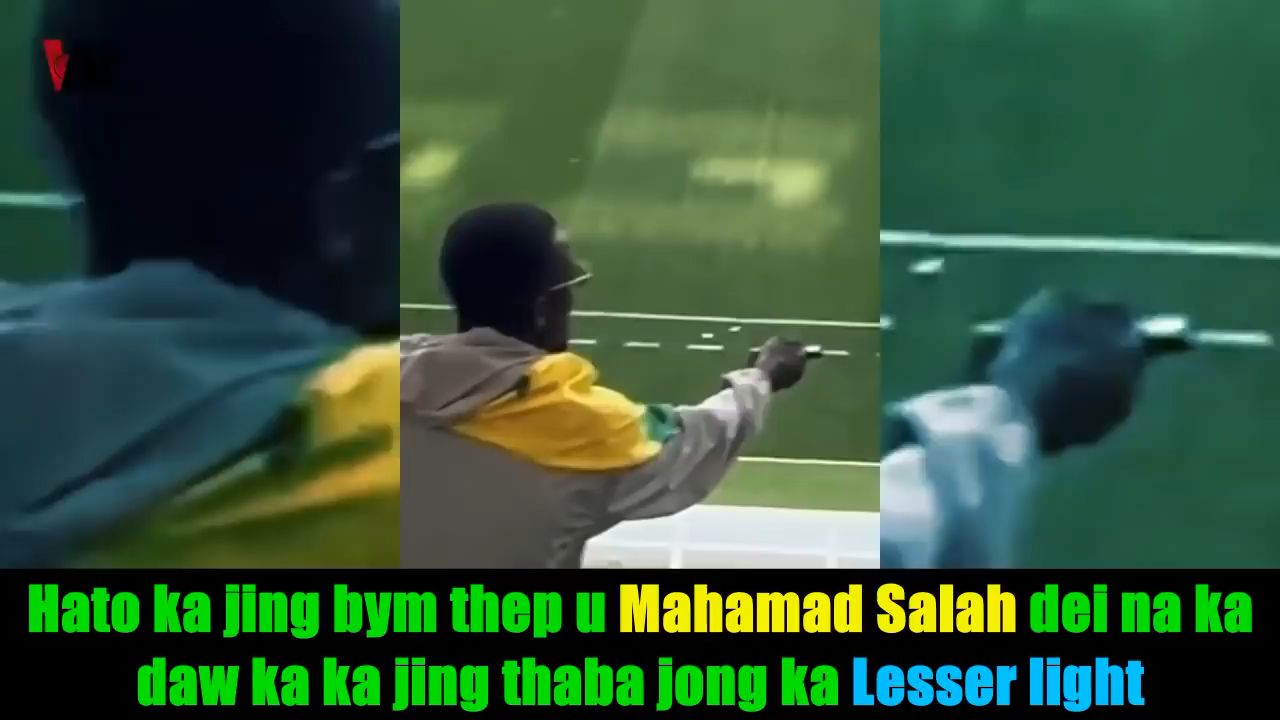 Hato ka jing bym thep u Mahamad Salah dei na ka
daw ka ka jing thaba jong ka Lesser light